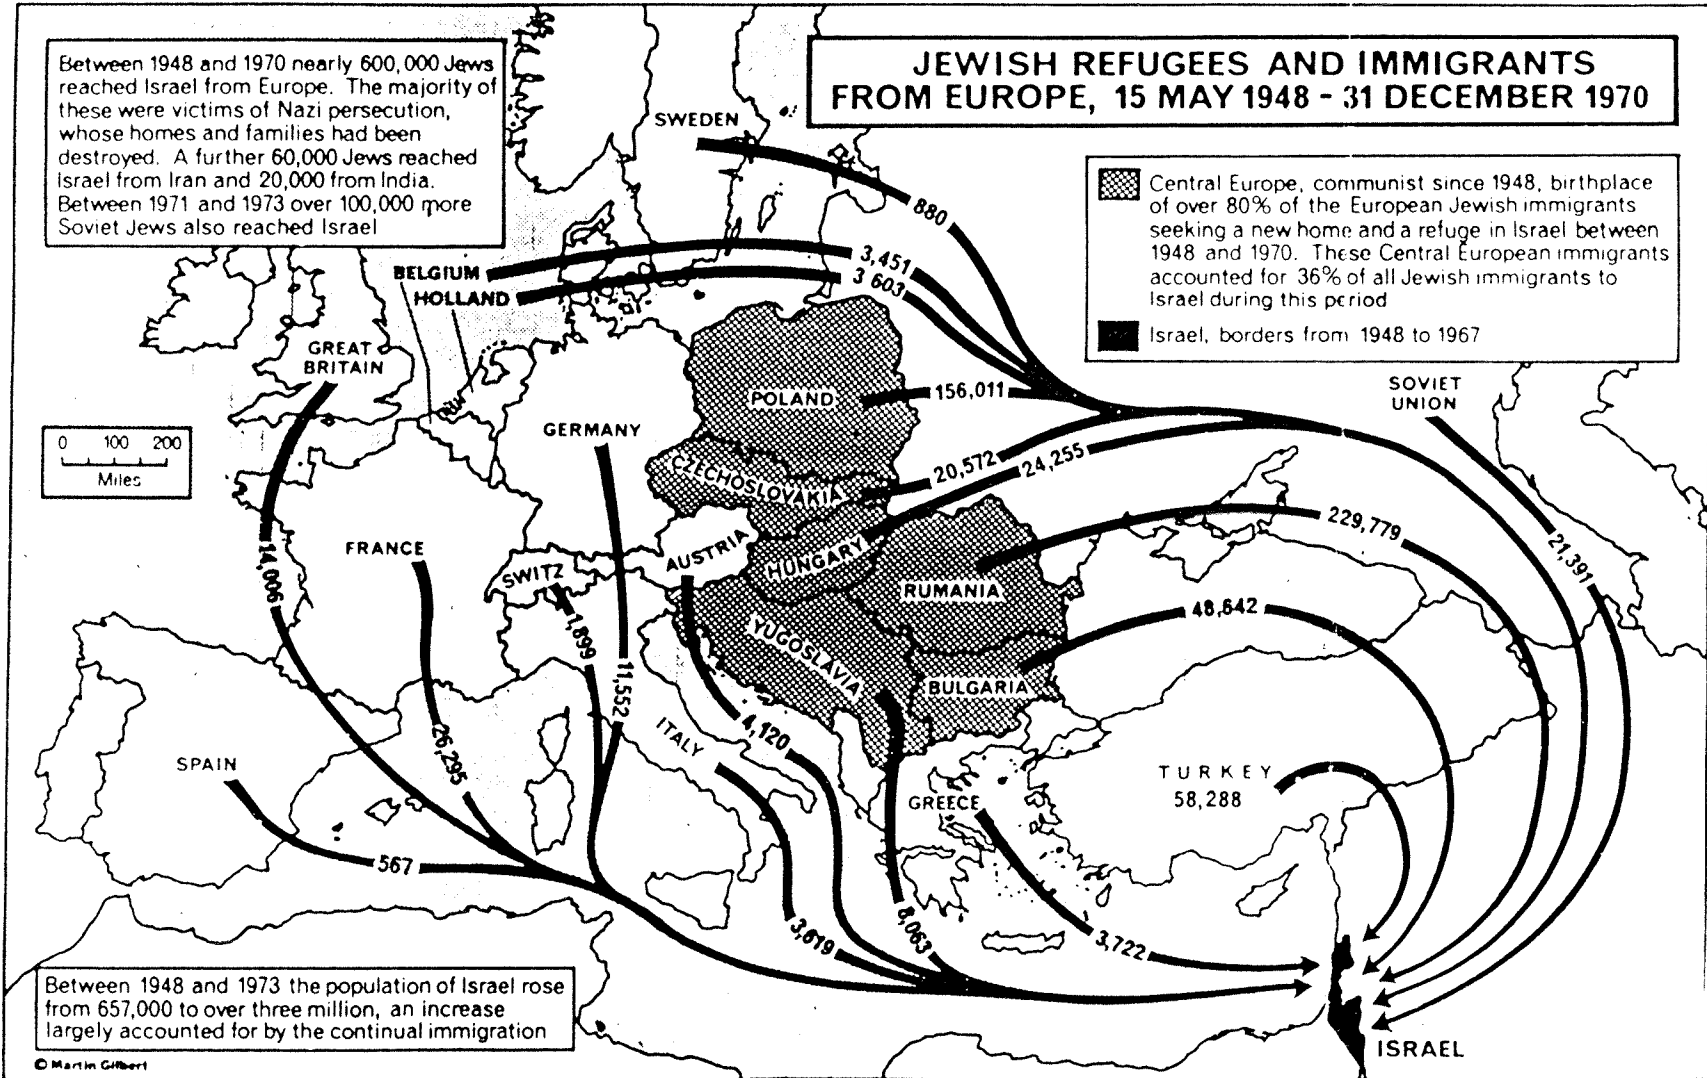 Between 1948 and 1970 nearly 600,000 Jews
reached Israel from Europe. The majority of
these were victims of Nazi persecution,
whose homes and families had been
destroyed. A further 60,000 Jews reached
Israel from Iran and 20,000 from India.
Between 1971 and 1973 over 100,000 more
Soviet Jews also reached Israel
JEWISH REFUGEES AND IMMIGRANTS
FROM EUROPE, 15 MAY 1948 - 31 DECEMBER 1970
Central Europe, communist since 1948, birthplace
of over 80% of the European Jewish immigrants
seeking a new home and a refuge in Israel between
1948 and 1970. These Central European immigrants
accounted for 36% of all Jewish immigrants to
Israel during this period
Israel, borders from 1948 to 1967
SWEDEN
880
BELGIUM
3,451
HOLLAND
3 603
GREAT
BRITAIN
14,006
SOVIET
UNION
21,391
POLAND
156,011
GERMANY
11,552
0 100 200
Miles
CZECHOSLOVAKIA
20,572
24,255
FRANCE
26,295
SWITZ
1,899
AUSTRIA
4,120
HUNGARY
RUMANIA
229,779
YUGOSLAVIA
8,063
BULGARIA
48,642
ITALY
3,619
SPAIN
567
GREECE
3,722
TURKEY
58,288
ISRAEL
Between 1948 and 1973 the population of Israel rose
from 657,000 to over three million, an increase
largely accounted for by the continual immigration
© Martin Gilbert